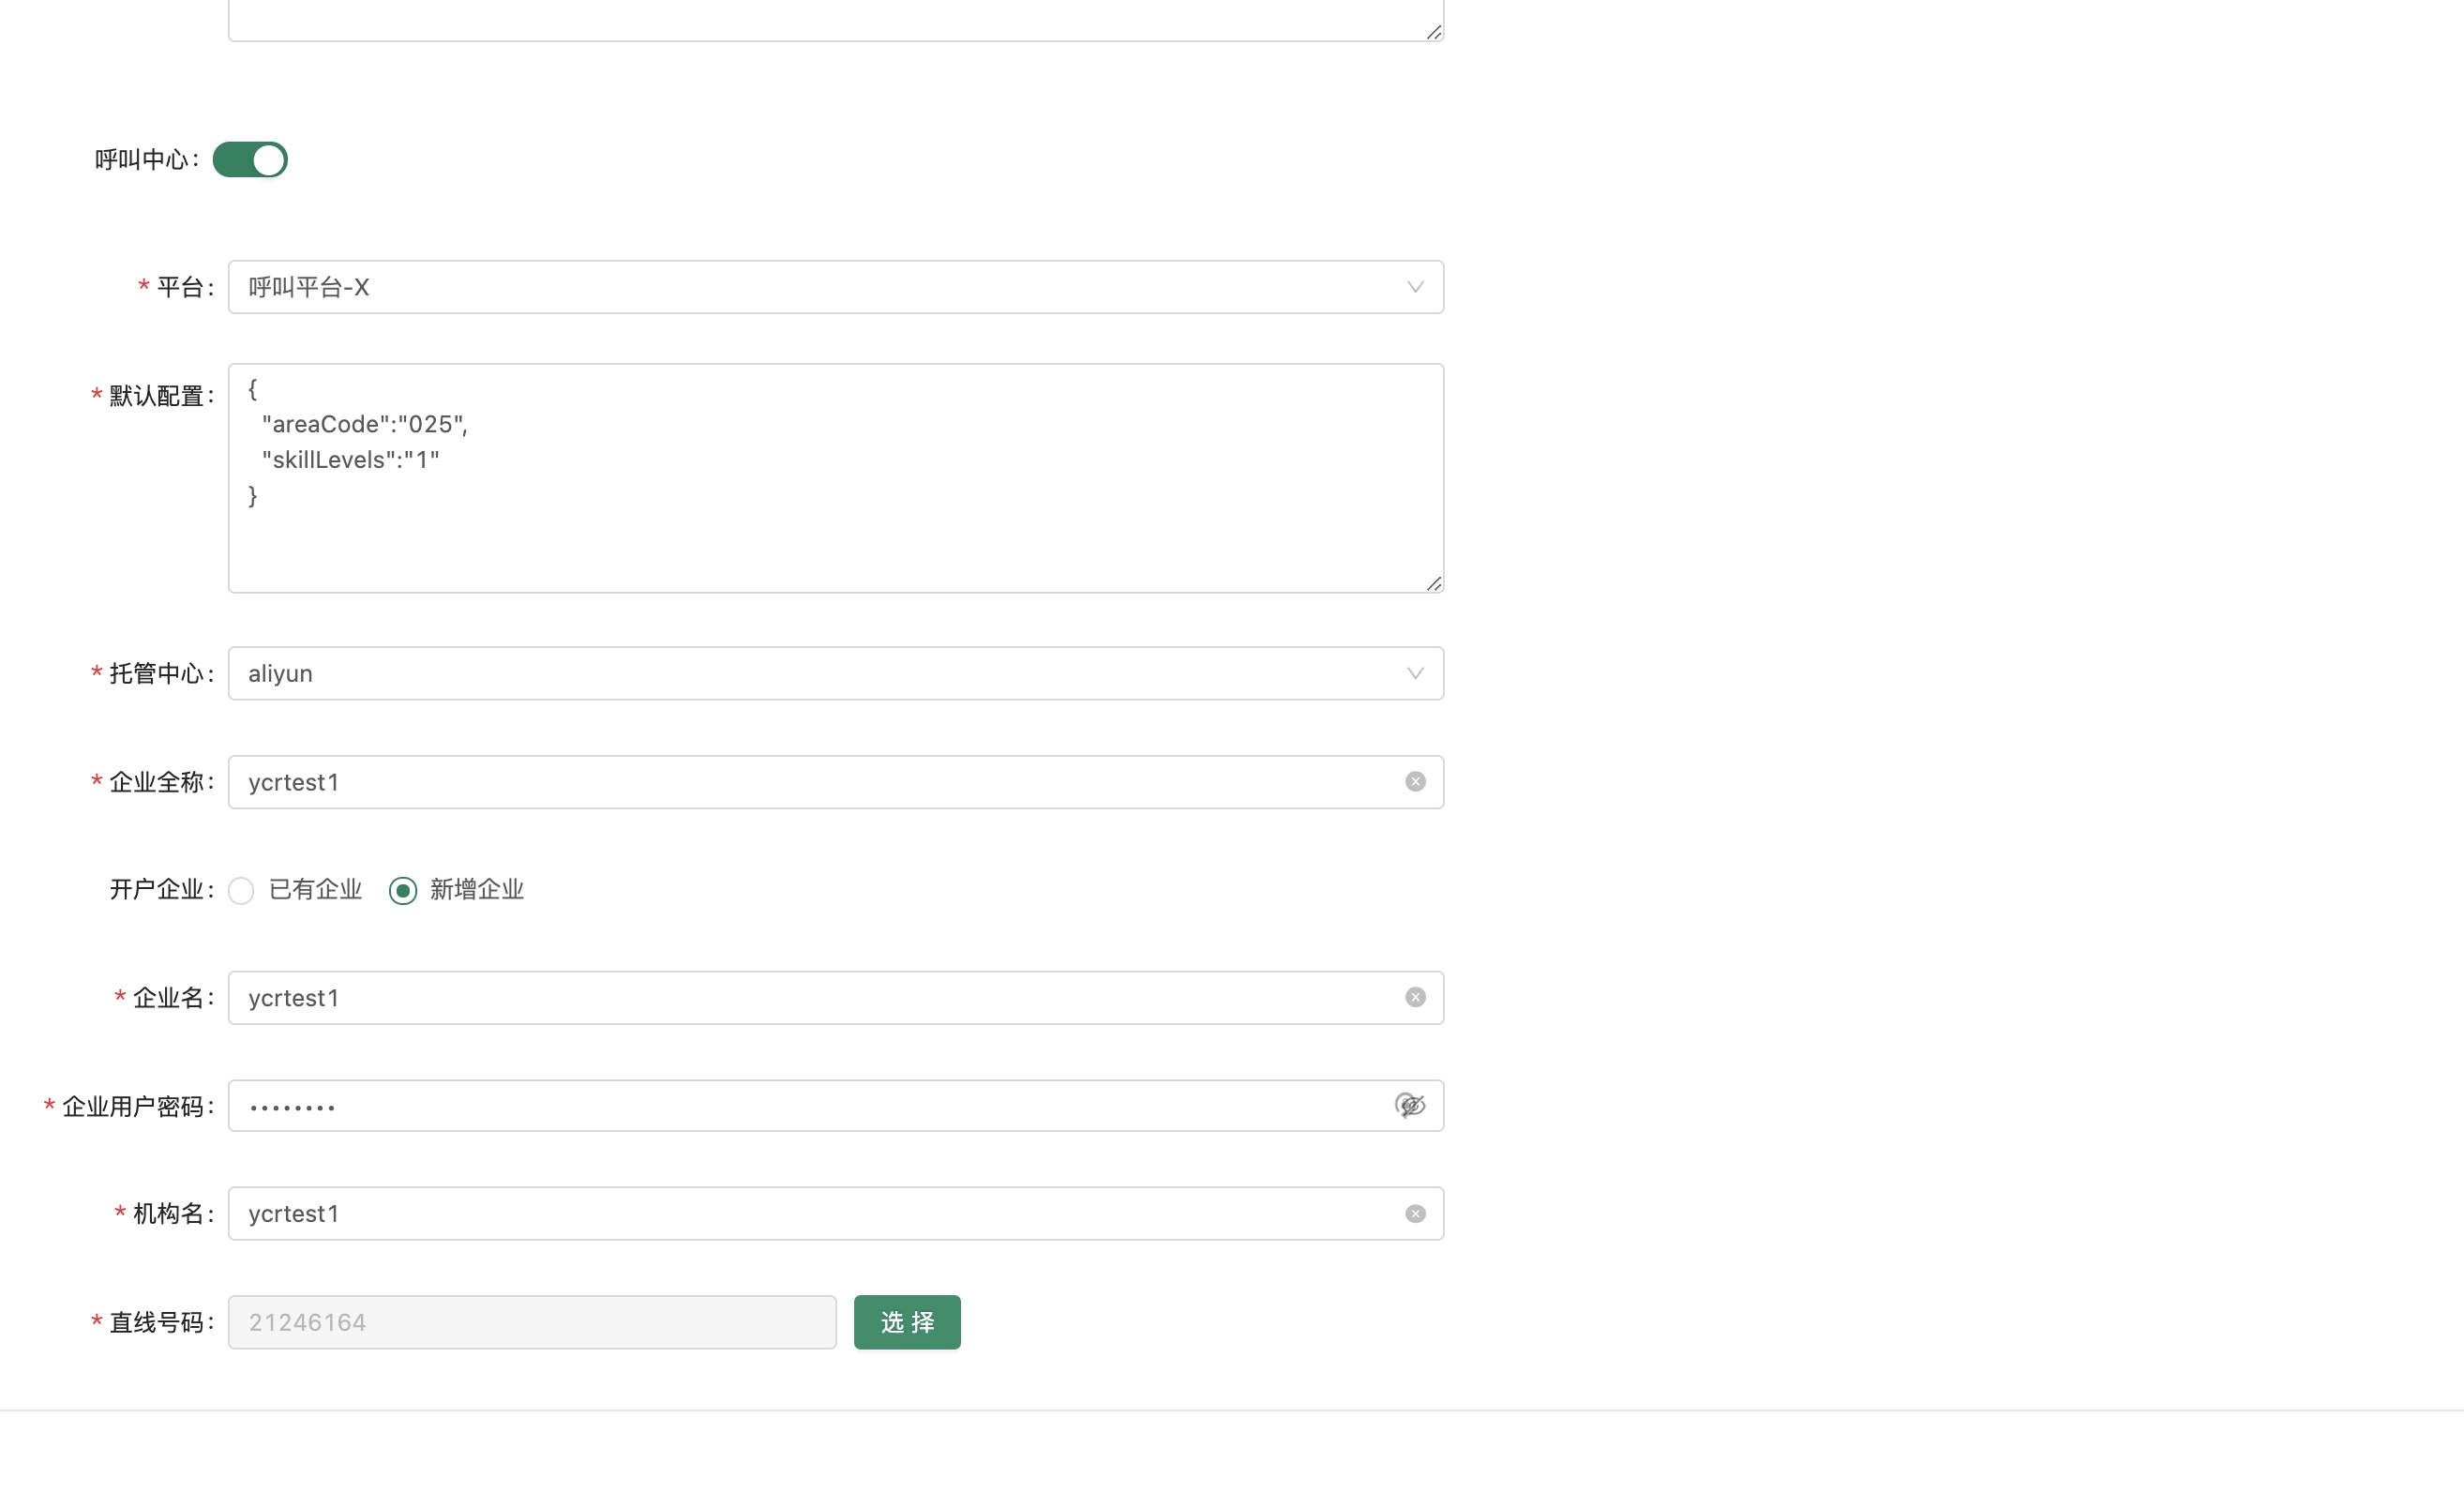 呼叫中心：
* 平台：
呼叫平台-X
* 默认配置：
{
"areaCode":"025",
"skillLevels":"1"
}
* 托管中心：
aliyun
* 企业全称：
ycrtest1
开户企业：
已有企业 新增企业
* 企业名：
ycrtest1
* 企业用户密码：
••••••••
* 机构名：
ycrtest1
* 直线号码：
21246164
选 择